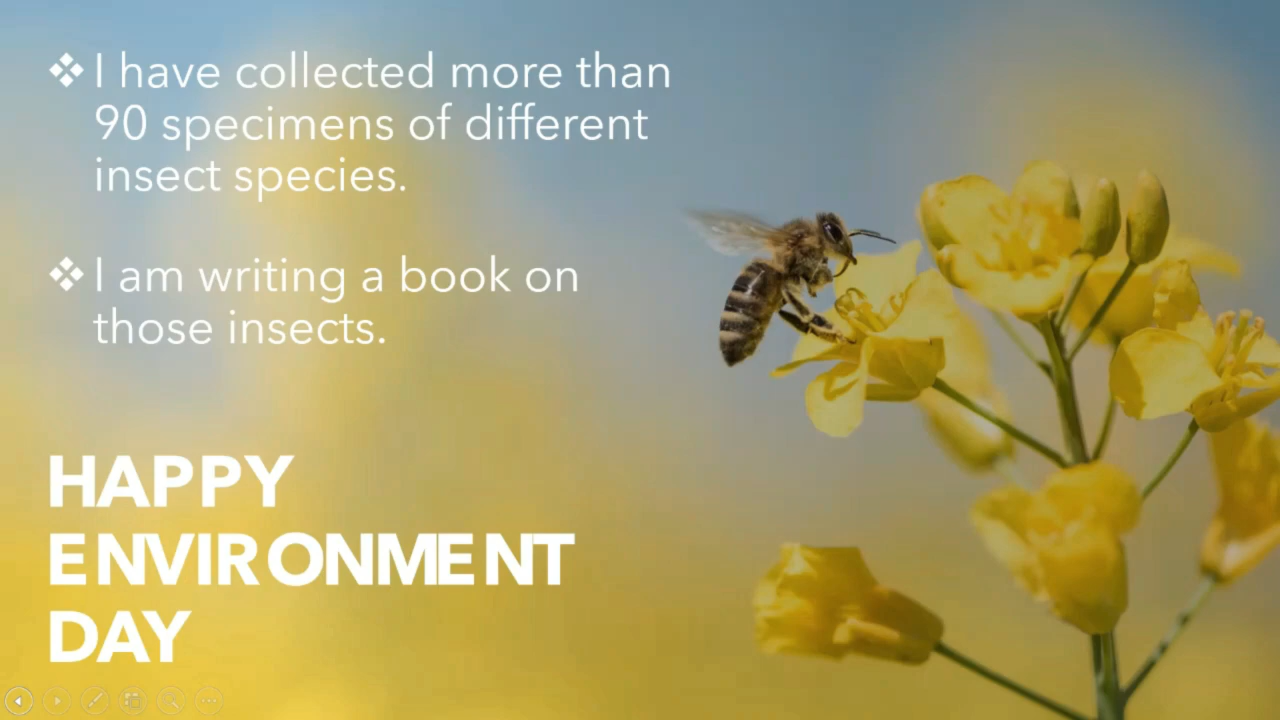 ❖ I have collected more than
90 specimens of different
insect species.
❖ I am writing a book on
those insects.
HAPPY
ENVIRONMENT
DAY